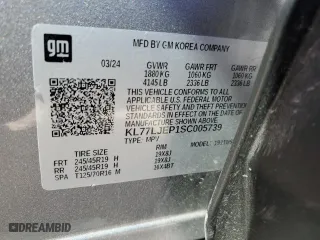 gm
MFD BY GM KOREA COMPANY
03/24 GVWR GAWR FRT GAWR RR
1880 KG 1060 KG 1060 KG
4145 LB 2336 LB 2336 LB
THIS VEHICLE CONFORMS TO ALL APPLICABLE
U.S. FEDERAL MOTOR
VEHICLE SAFETY AND THEFT PREVENTION
STANDARDS IN EFFECT ON THE DATE
OF MANUFACTURE SHOWN ABOVE.
KL77LJEP1SC005739
TYPE: MPV
TIRE SIZE RIM
FRT 245/45R19 H 19X8J
RR 245/45R19 H 19X8J
SPA T125/70R16 M 16X4BT
AUTOBIDMASTER